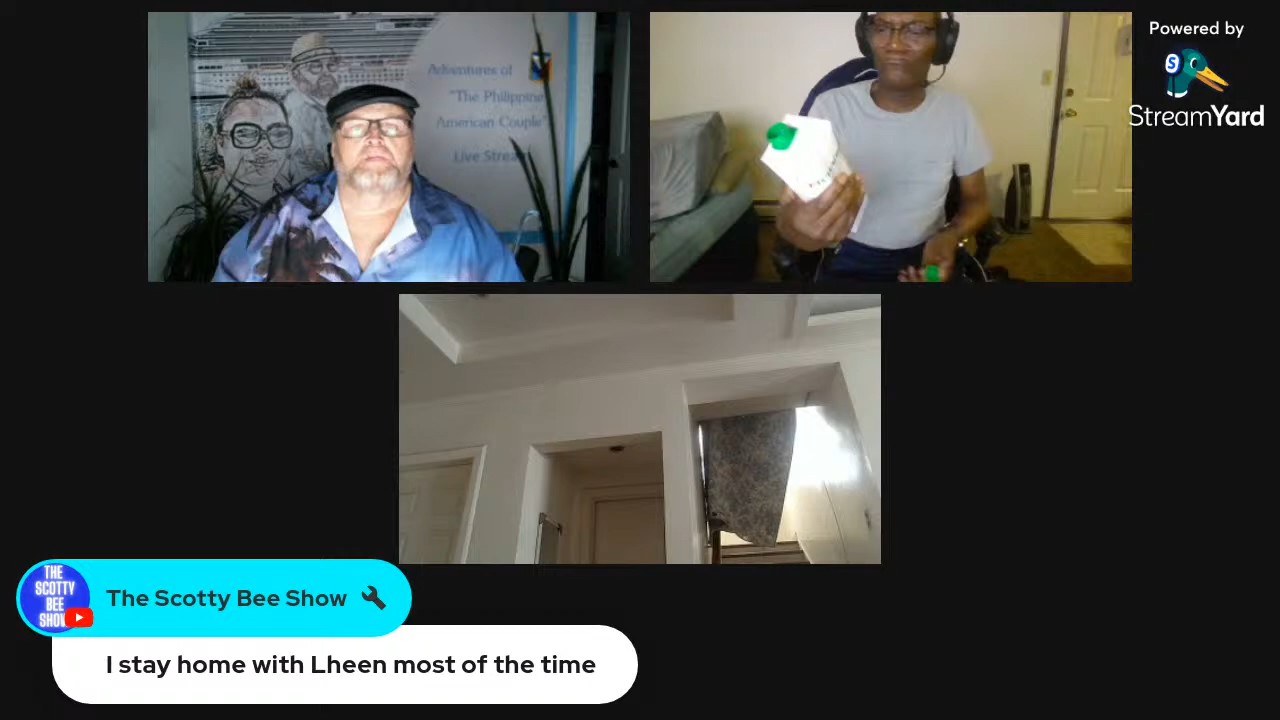 Powered by
StreamYard
Adventures of
"The Philippine
American Couple"
Live Stream
THE
SCOTTY
BEE
SHOW
The Scotty Bee Show
I stay home with Lheen most of the time